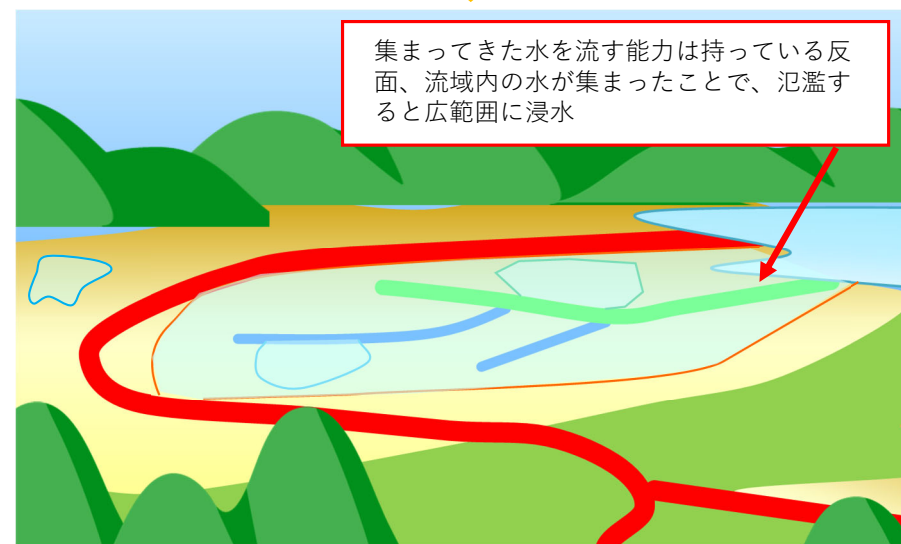 集まってきた水を流す能力は持っている反
面、流域内の水が集まったことで、氾濫す
ると広範囲に浸水